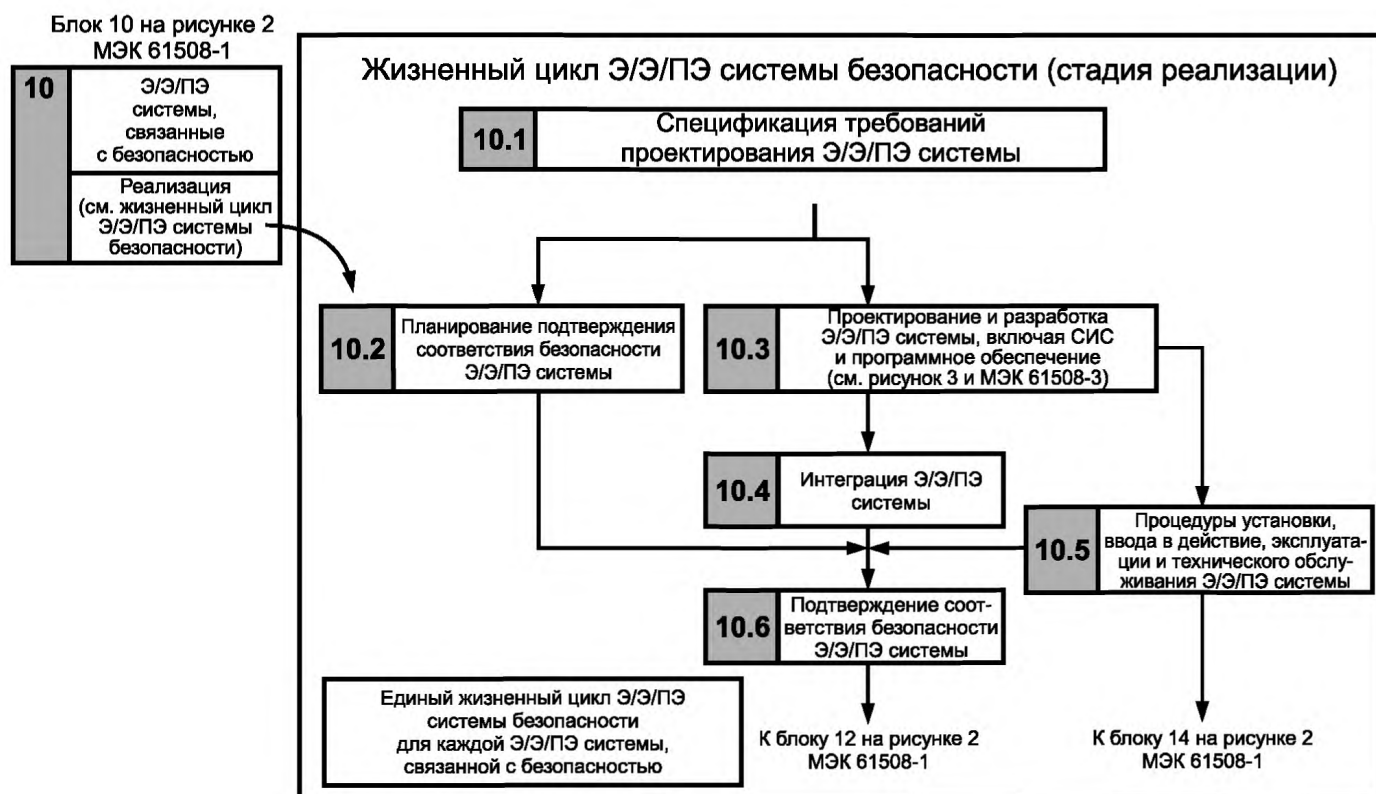 Блок 10 на рисунке 2
МЭК 61508-1
10
Э/Э/ПЭ
системы,
связанные
с безопасностью
Реализация
(см. жизненный цикл
Э/Э/ПЭ системы
безопасности)
Жизненный цикл Э/Э/ПЭ системы безопасности (стадия реализации)
10.1
Спецификация требований
проектирования Э/Э/ПЭ системы
10.2
Планирование подтверждения
соответствия безопасности
Э/Э/ПЭ системы
10.3
Проектирование и разработка
Э/Э/ПЭ системы, включая СИС
и программное обеспечение
(см. рисунок 3 и МЭК 61508-3)
10.4
Интеграция Э/Э/ПЭ
системы
10.5
Процедуры установки,
ввода в действие, эксплуата-
ции и технического обслу-
живания Э/Э/ПЭ системы
10.6
Подтверждение соот-
ветствия безопасности
Э/Э/ПЭ системы
Единый жизненный цикл Э/Э/ПЭ
системы безопасности
для каждой Э/Э/ПЭ системы,
связанной с безопасностью
К блоку 12 на рисунке 2
МЭК 61508-1
К блоку 14 на рисунке 2
МЭК 61508-1